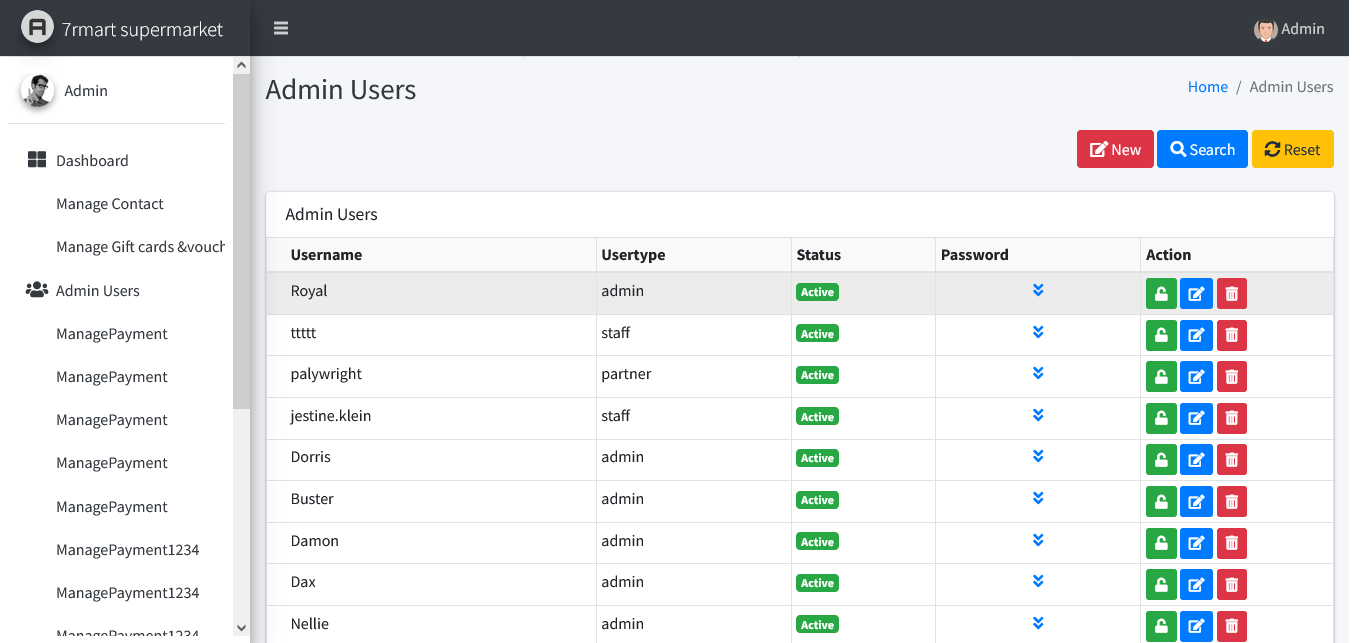 7rmart supermarket
Admin
Admin
Dashboard
Manage Contact
Manage Gift cards &vouch
Admin Users
ManagePayment
ManagePayment
ManagePayment
ManagePayment
ManagePayment
ManagePayment1234
ManagePayment1234
ManagePayment1234
Admin Users
Home / Admin Users
New Search Reset
Admin Users
Username Usertype Status Password Action
Royal admin Active
ttttt staff Active
palywright partner Active
jestine.klein staff Active
Dorris admin Active
Buster admin Active
Damon admin Active
Dax admin Active
Nellie admin Active